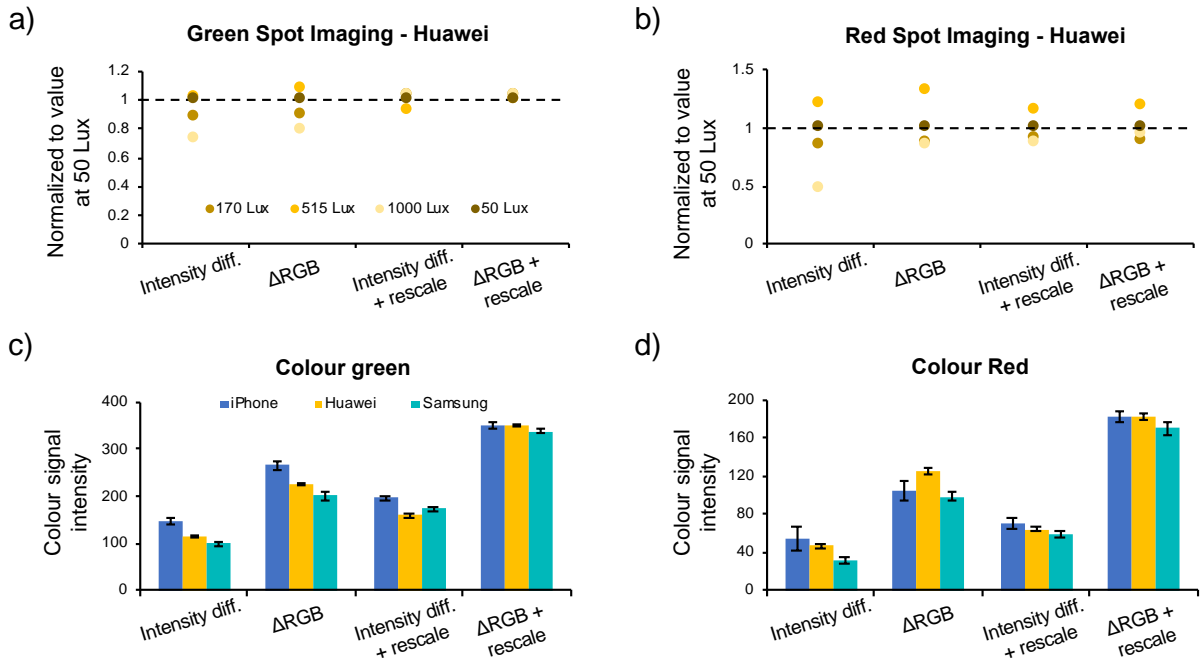 a)
Green Spot Imaging - Huawei
Normalized to value
at 50 Lux
1.2
1
0.8
0.6
0.4
0.2
0
170 Lux
515 Lux
1000 Lux
50 Lux
Intensity diff.
ΔRGB
Intensity diff.
+ rescale
ΔRGB +
rescale
b)
Red Spot Imaging - Huawei
Normalized to value
at 50 Lux
1.5
1
0.5
0
Intensity diff.
ΔRGB
Intensity diff.
+ rescale
ΔRGB +
rescale
c)
Colour green
Colour signal
intensity
400
300
200
100
0
iPhone
Huawei
Samsung
Intensity diff.
ΔRGB
Intensity diff.
+ rescale
ΔRGB +
rescale
d)
Colour Red
Colour signal
intensity
200
160
120
80
40
0
Intensity diff.
ΔRGB
Intensity diff.
+ rescale
ΔRGB +
rescale